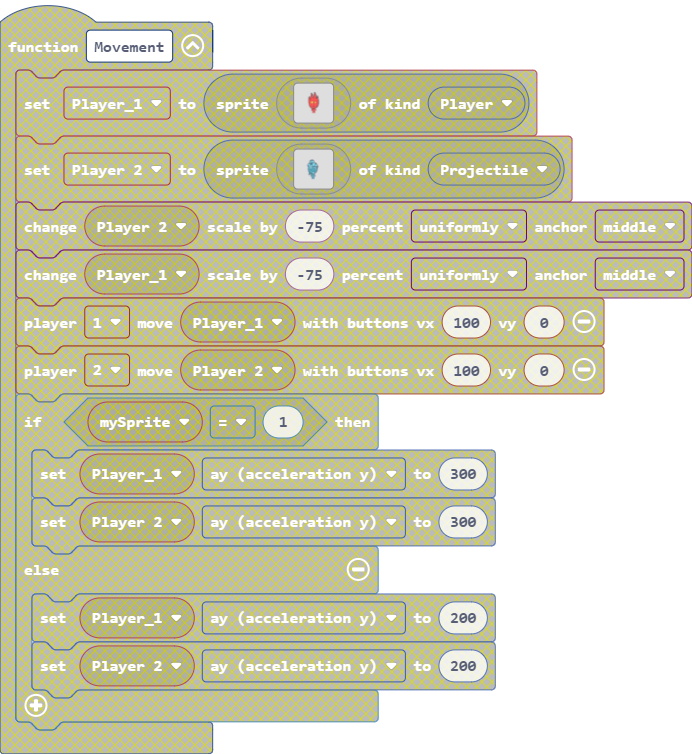 function Movement
set Player_1 to sprite of kind Player
set Player 2 to sprite of kind Projectile
change Player 2 scale by -75 percent uniformly anchor middle
change Player_1 scale by -75 percent uniformly anchor middle
player 1 move Player_1 with buttons vx 100 vy 0
player 2 move Player 2 with buttons vx 100 vy 0
if mySprite = 1 then
set Player_1 ay (acceleration y) to 300
set Player 2 ay (acceleration y) to 300
else
set Player_1 ay (acceleration y) to 200
set Player 2 ay (acceleration y) to 200